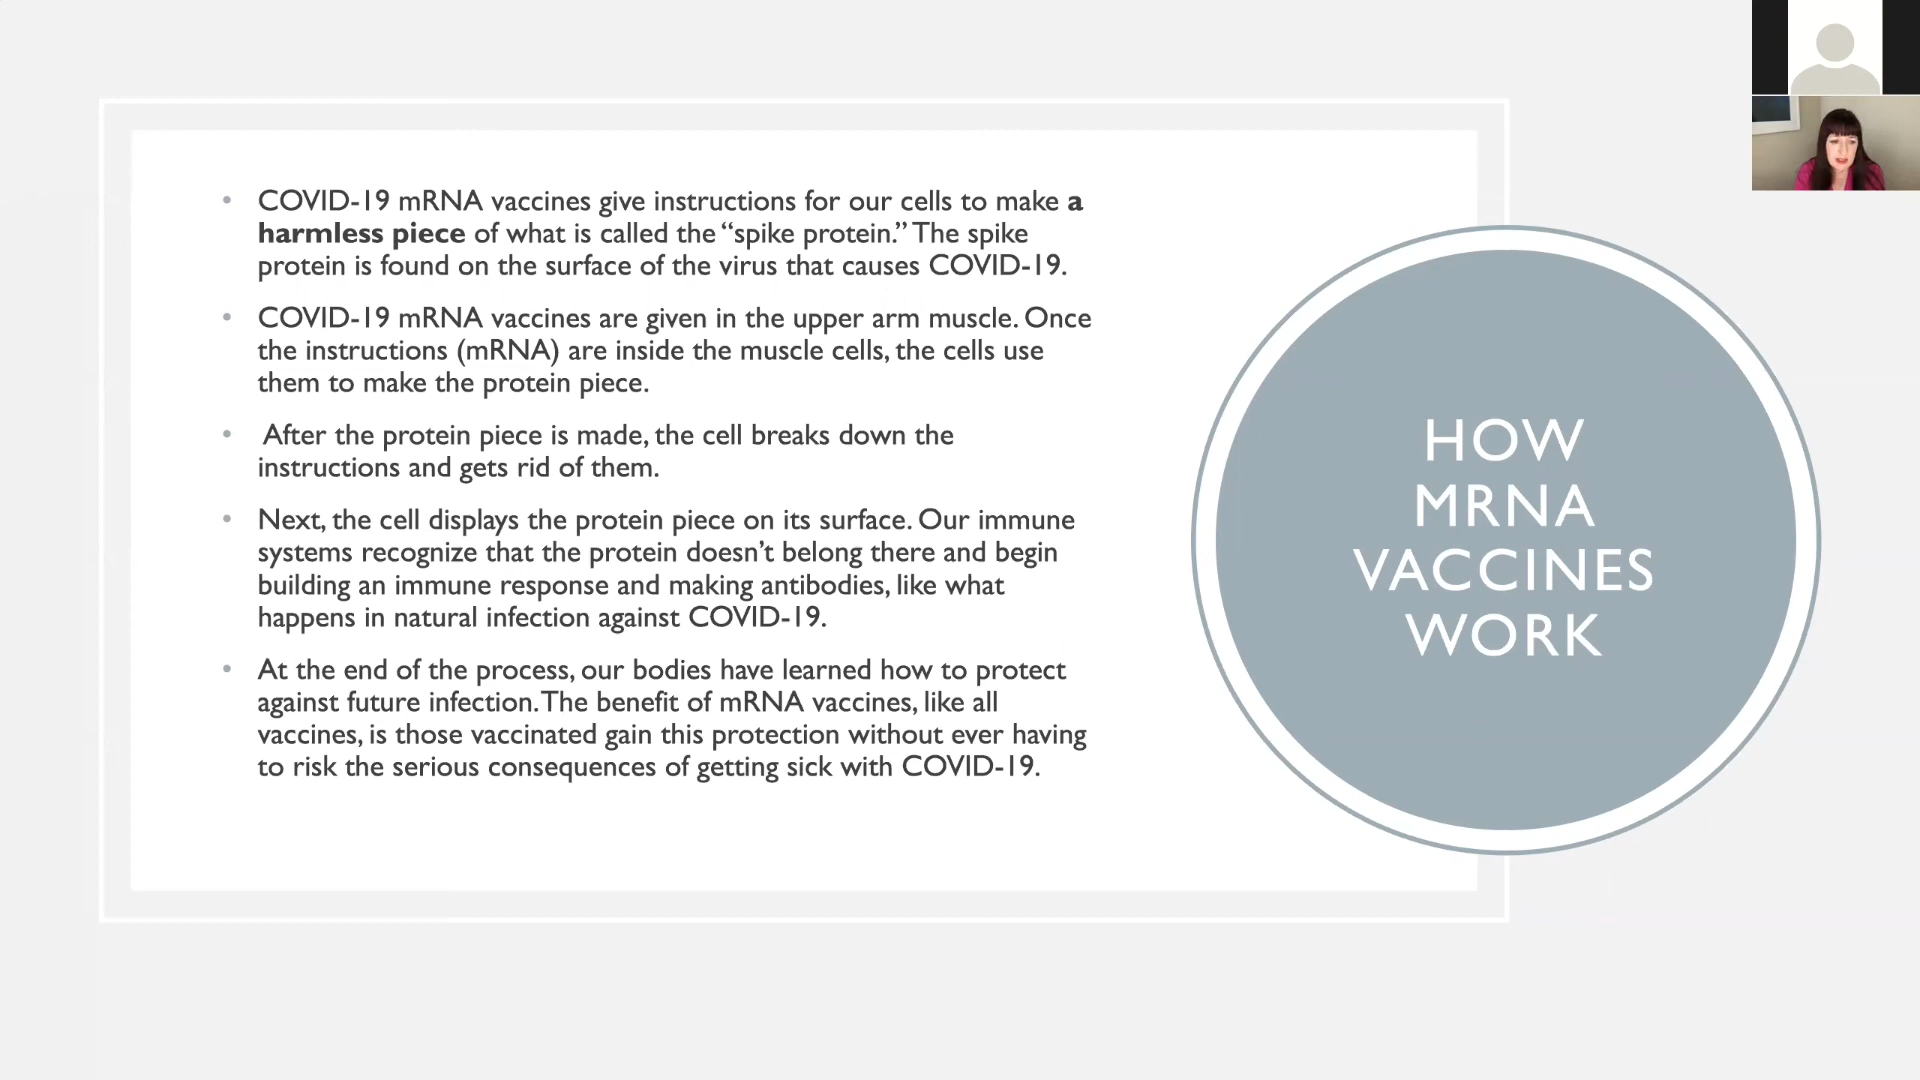 • COVID-19 mRNA vaccines give instructions for our cells to make a
harmless piece of what is called the “spike protein.” The spike
protein is found on the surface of the virus that causes COVID-19.
• COVID-19 mRNA vaccines are given in the upper arm muscle. Once
the instructions (mRNA) are inside the muscle cells, the cells use
them to make the protein piece.
• After the protein piece is made, the cell breaks down the
instructions and gets rid of them.
• Next, the cell displays the protein piece on its surface. Our immune
systems recognize that the protein doesn’t belong there and begin
building an immune response and making antibodies, like what
happens in natural infection against COVID-19.
• At the end of the process, our bodies have learned how to protect
against future infection. The benefit of mRNA vaccines, like all
vaccines, is those vaccinated gain this protection without ever having
to risk the serious consequences of getting sick with COVID-19.
HOW
MRNA
VACCINES
WORK